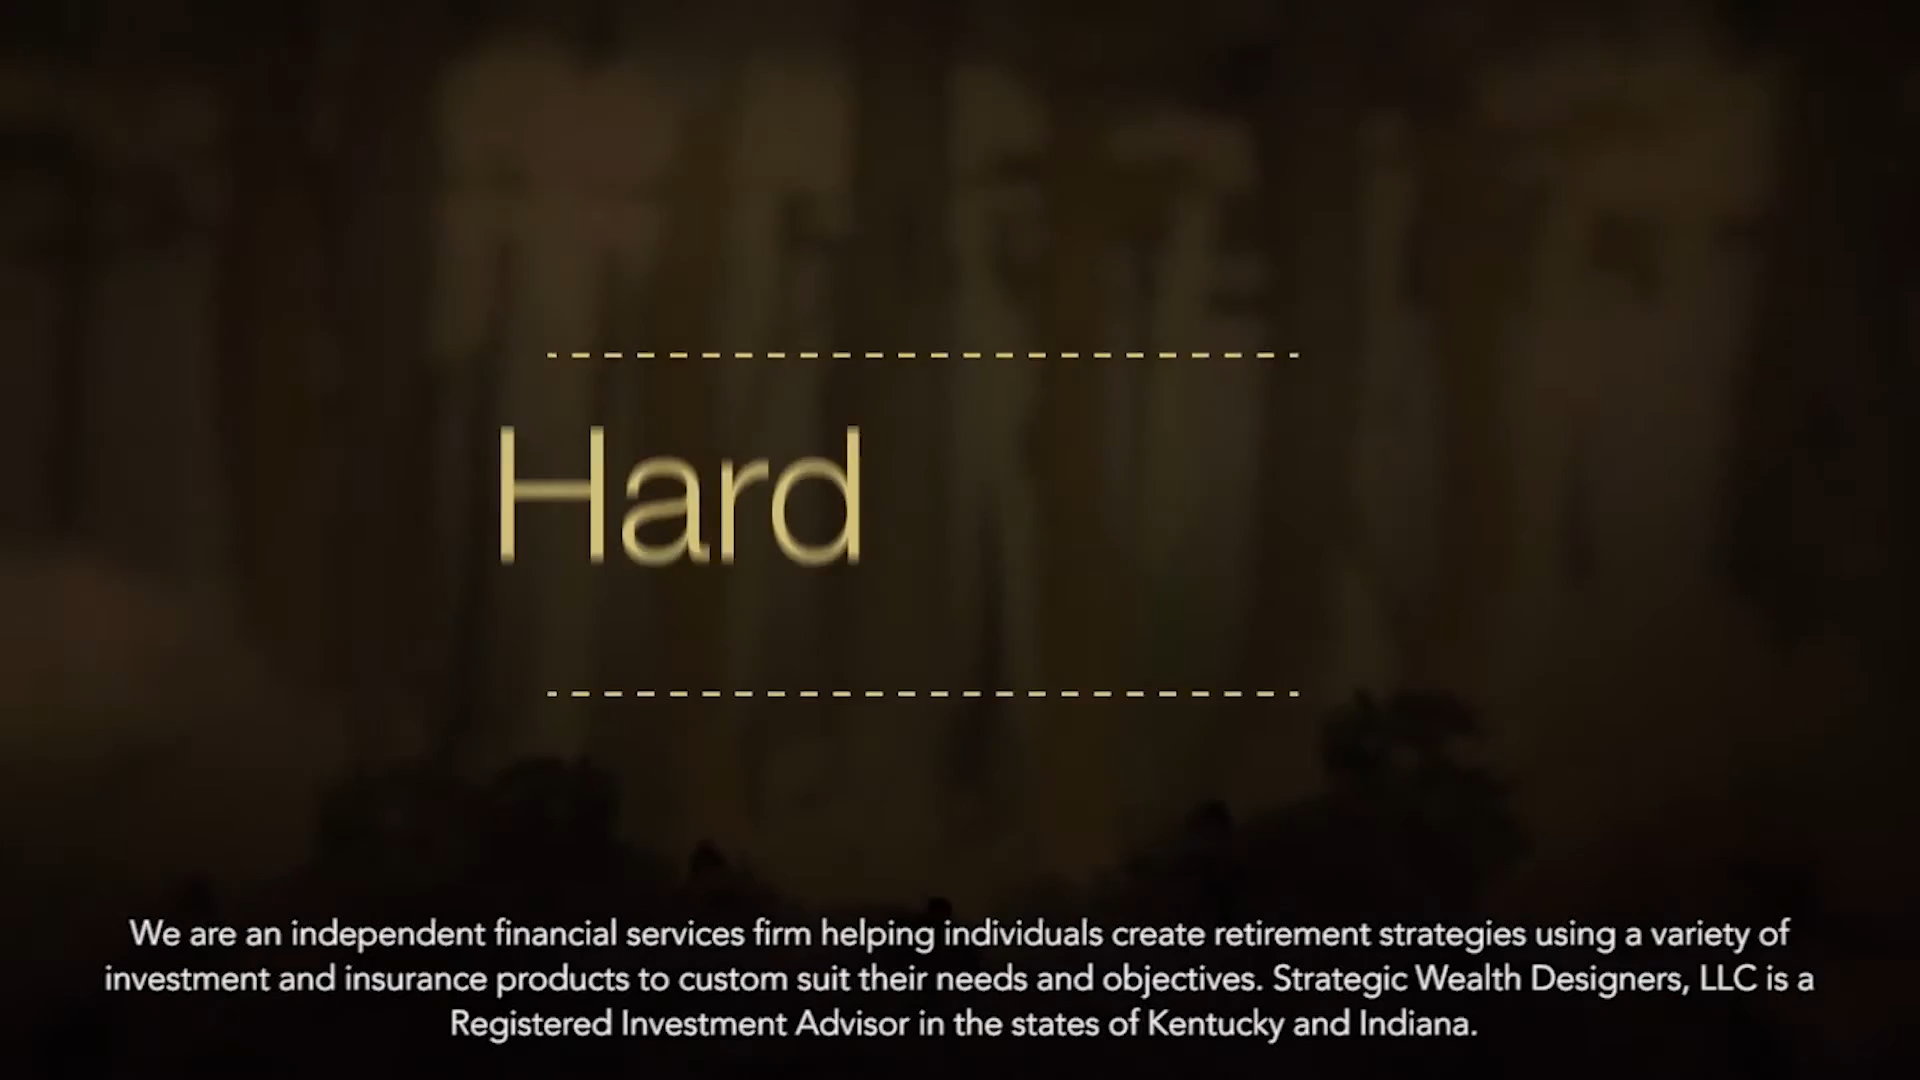 Hard
We are an independent financial services firm helping individuals create retirement strategies using a variety of
investment and insurance products to custom suit their needs and objectives. Strategic Wealth Designers, LLC is a
Registered Investment Advisor in the states of Kentucky and Indiana.